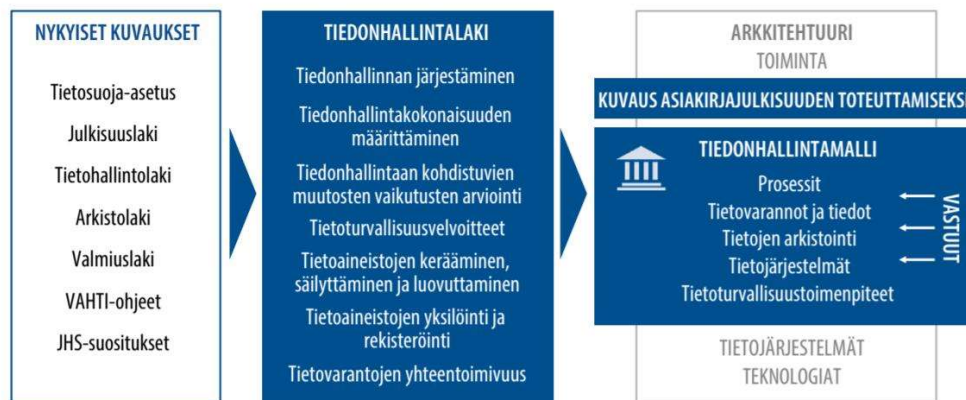 NYKYISET KUVAUKSET
Tietosuoja-asetus
Julkisuuslaki
Tietohallintolaki
Arkistolaki
Valmiuslaki
VAHTI-ohjeet
JHS-suositukset
TIEDONHALLINTALAKI
Tiedonhallinnan järjestäminen
Tiedonhallintakokonaisuuden
määrittäminen
Tiedonhallintaan kohdistuvien
muutosten vaikutusten arviointi
Tietoturvallisuusvelvoitteet
Tietoaineistojen kerääminen,
säilyttäminen ja luovuttaminen
Tietoaineistojen yksilöinti ja
rekisteröinti
Tietovarantojen yhteentoimivuus
ARKKITEHTUURI
TOIMINTA
KUVAUS ASIAKIRJAJULKISUUDEN TOTEUTTAMISEKSI
TIEDONHALLINTAMALLI
Prosessit
Tietovarannot ja tiedot
Tietojen arkistointi
Tietojärjestelmät
Tietoturvallisuustoimenpiteet
VASTUUT
TIETOJÄRJESTELMÄT
TEKNOLOGIAT